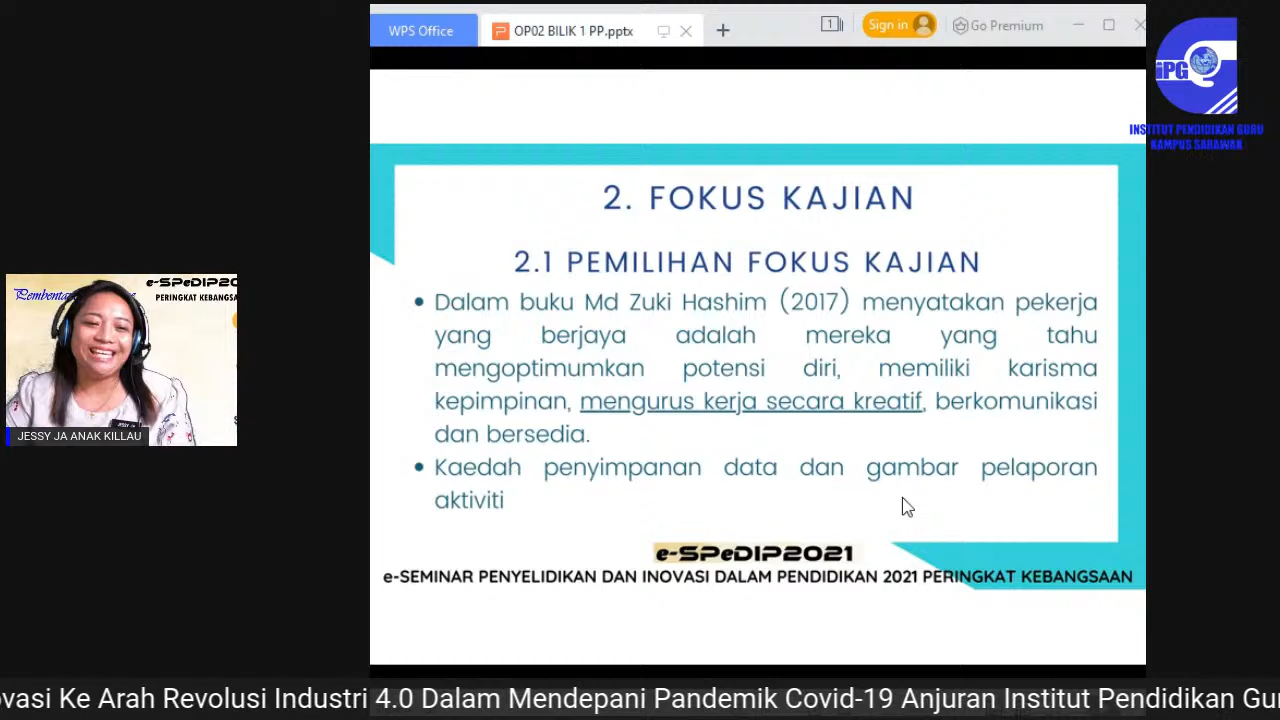 WPS Office
OP02 BILIK 1 PP.pptx
1
Sign in
Go Premium
iPG
INSTITUT PENDIDIKAN GURU
KAMPUS SARAWAK
2. FOKUS KAJIAN
2.1 PEMILIHAN FOKUS KAJIAN
Dalam buku Md Zuki Hashim (2017) menyatakan pekerja
yang berjaya adalah mereka yang tahu
mengoptimumkan potensi diri, memiliki karisma
kepimpinan, mengurus kerja secara kreatif, berkomunikasi
dan bersedia.
Kaedah penyimpanan data dan gambar pelaporan
aktiviti
e-SPeDIP2021
e-SEMINAR PENYELIDIKAN DAN INOVASI DALAM PENDIDIKAN 2021 PERINGKAT KEBANGSAAN
e-SPeDIP20
PERINGKAT KEBANGSA
JESSY JA ANAK KILLAU
ovasi Ke Arah Revolusi Industri 4.0 Dalam Mendepani Pandemik Covid-19 Anjuran Institut Pendidikan Gu